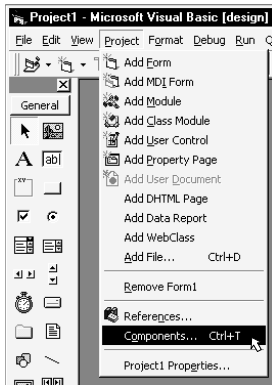 Project1 - Microsoft Visual Basic [design]
File Edit View Project Format Debug Run
General
Add Form
Add MDI Form
Add Module
Add Class Module
Add User Control
Add Property Page
Add User Document
Add DHTML Page
Add Data Report
Add WebClass
Add File... Ctrl+D
Remove Form1
References...
Components... Ctrl+T
Project1 Properties...
A ab
xv